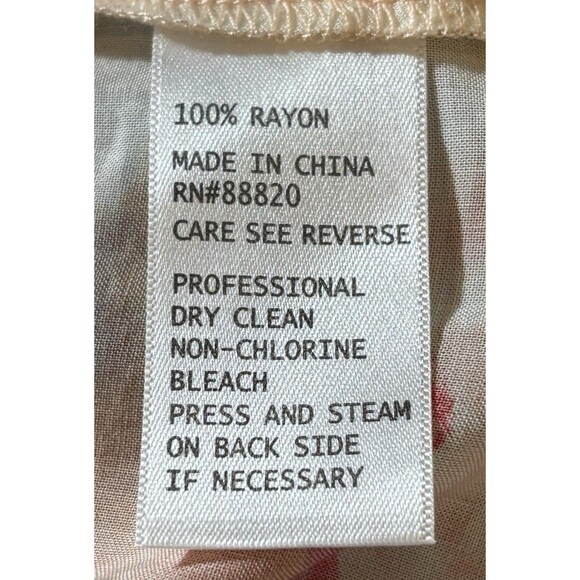 100% RAYON
MADE IN CHINA
RN#88820
CARE SEE REVERSE
PROFESSIONAL
DRY CLEAN
NON-CHLORINE
BLEACH
PRESS AND STEAM
ON BACK SIDE
IF NECESSARY